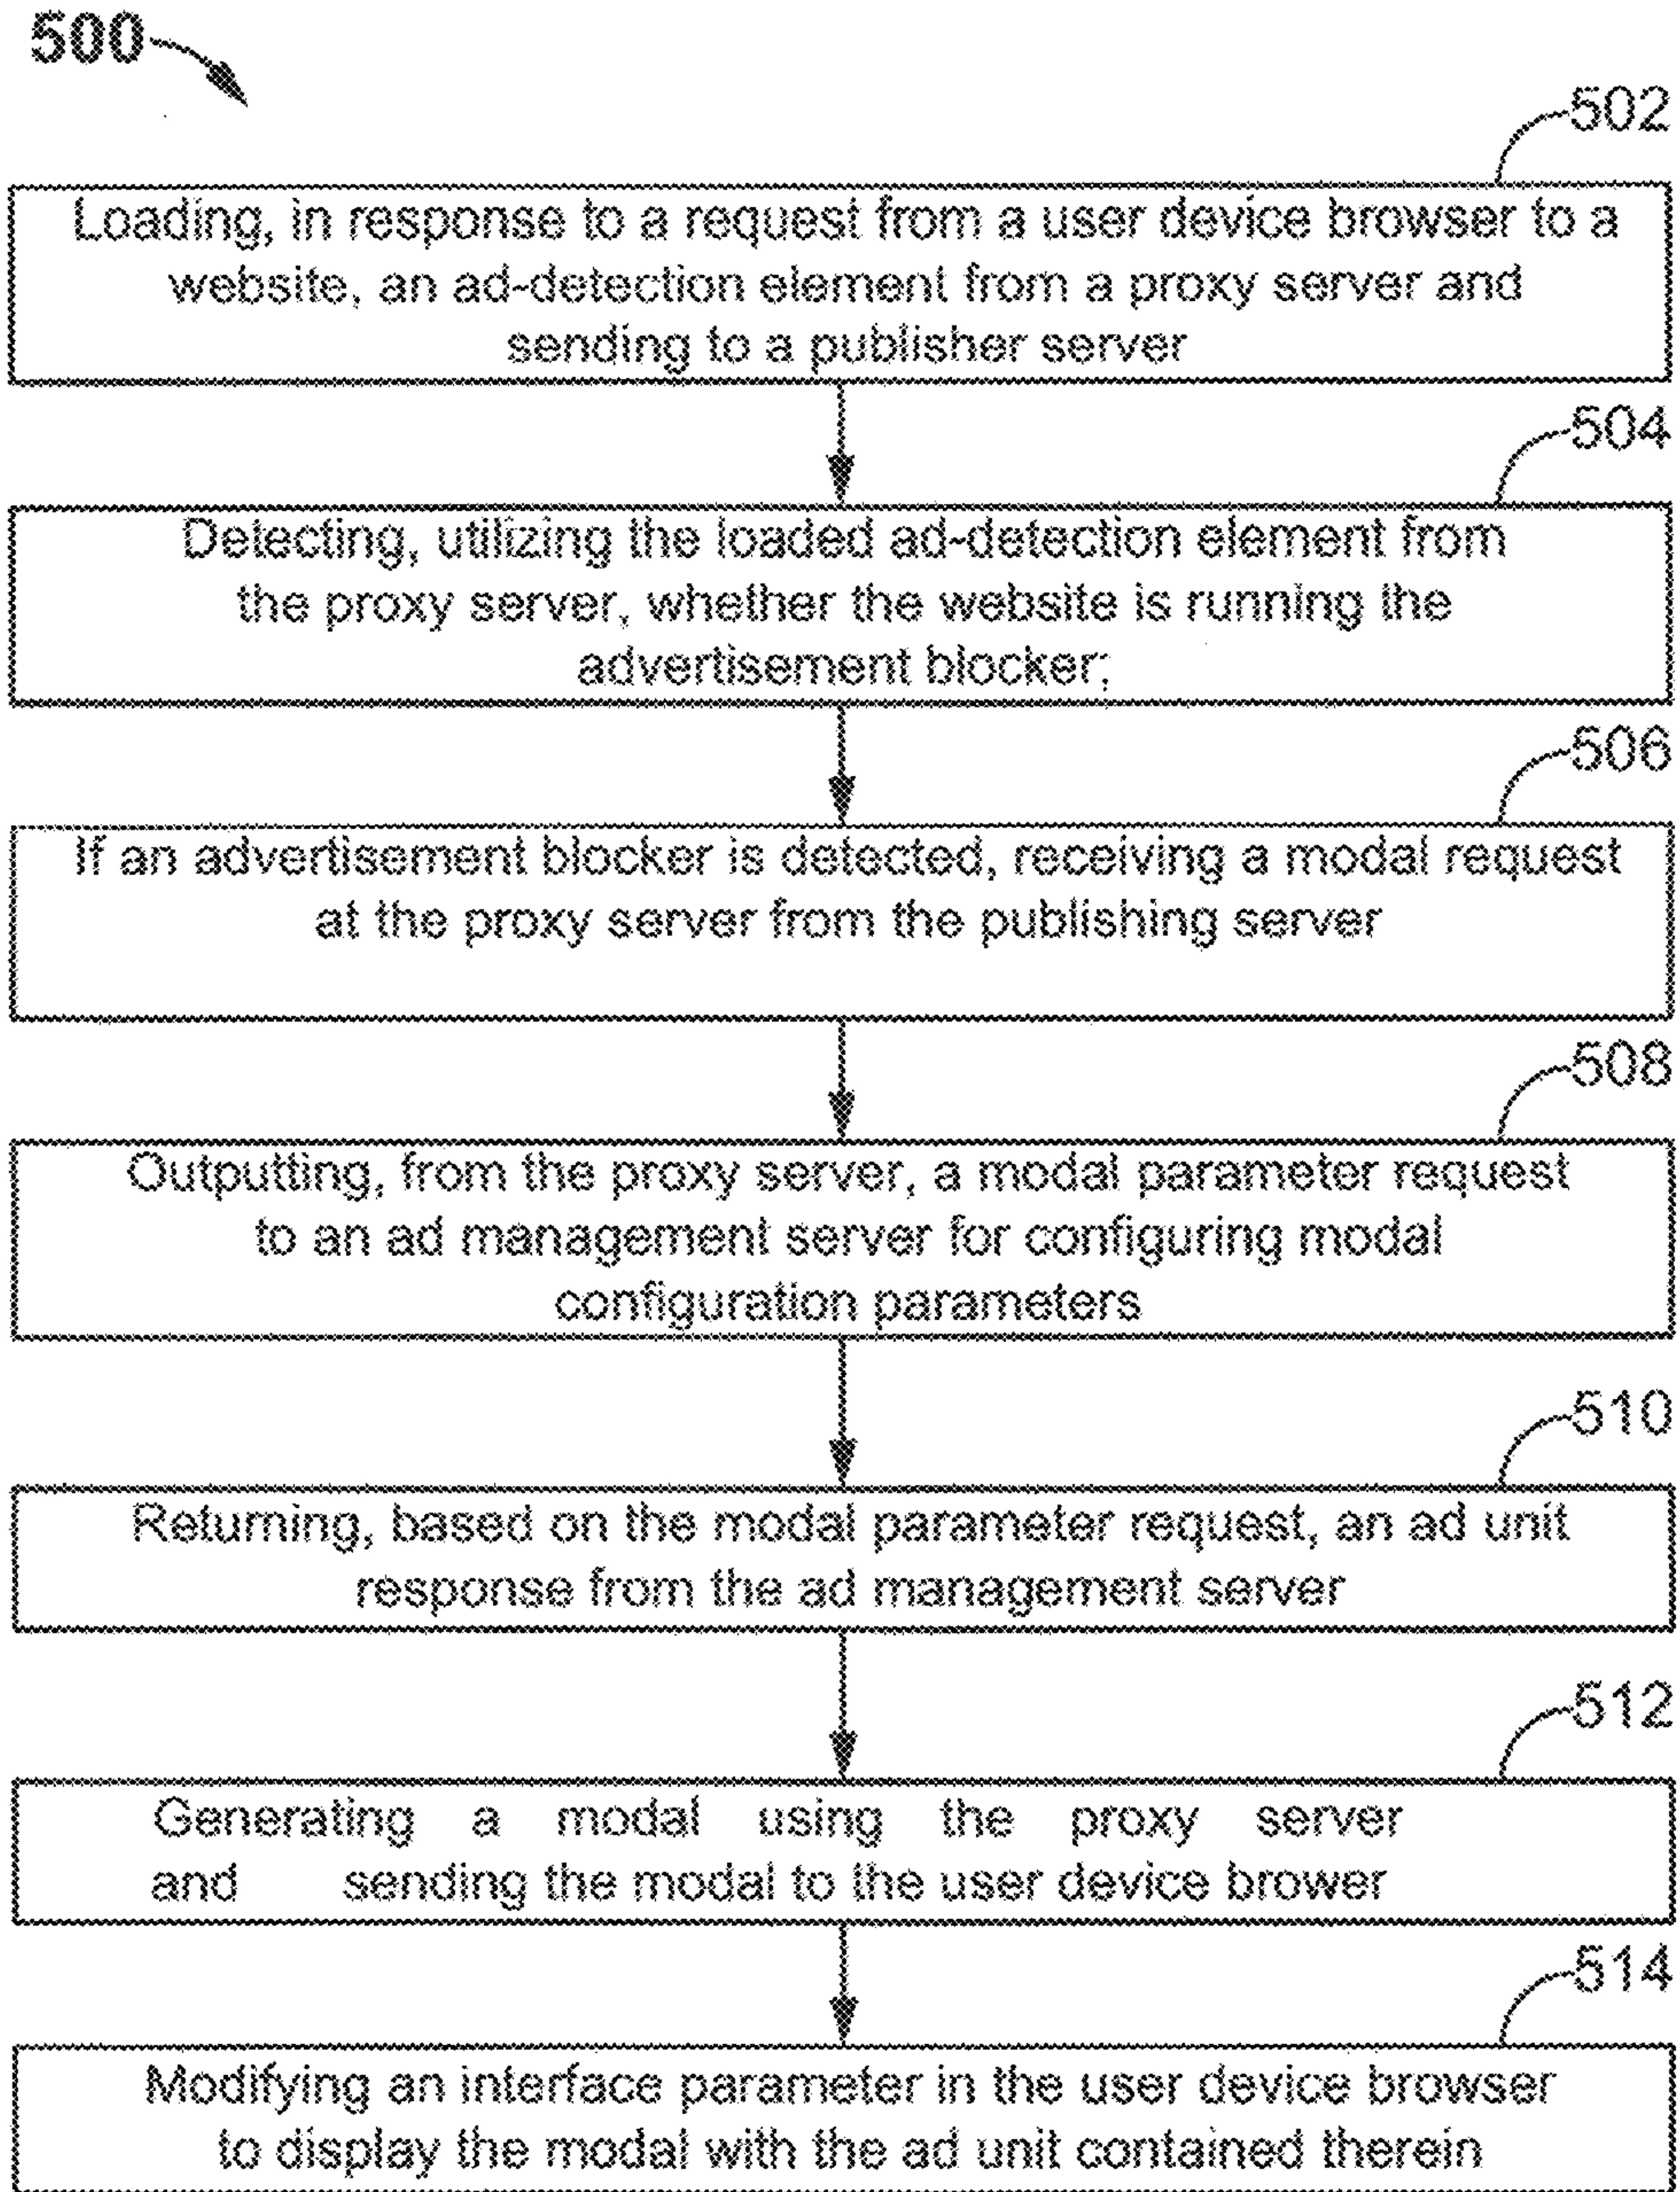 500
502
Loading, in response to a request from a user device browser to a
website, an ad-detection element from a proxy server and
sending to a publisher server
504
Detecting, utilizing the loaded ad-detection element from
the proxy server, whether the website is running the
advertisement blocker;
506
If an advertisement blocker is detected, receiving a modal request
at the proxy server from the publishing server
508
Outputting, from the proxy server, a modal parameter request
to an ad management server for configuring modal
configuration parameters
510
Returning, based on the modal parameter request, an ad unit
response from the ad management server
512
Generating a modal using the proxy server
and sending the modal to the user device brower
514
Modifying an interface parameter in the user device browser
to display the modal with the ad unit contained therein